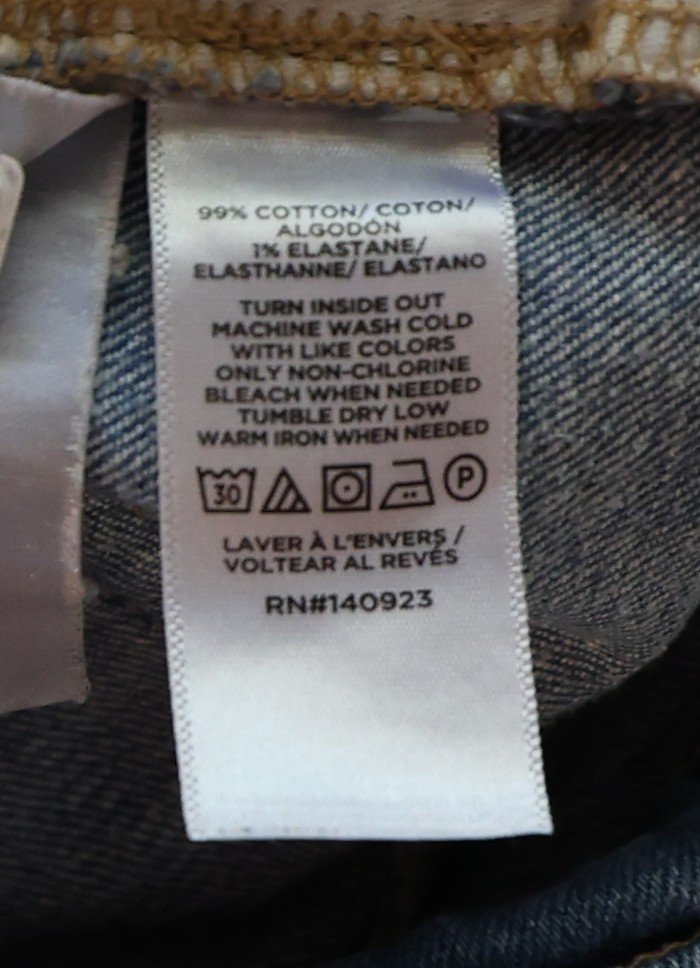 99% COTTON/ COTON/
ALGODÓN
1% ELASTANE/
ELASTHANNE/ ELASTANO
TURN INSIDE OUT
MACHINE WASH COLD
WITH LIKE COLORS
ONLY NON-CHLORINE
BLEACH WHEN NEEDED
TUMBLE DRY LOW
WARM IRON WHEN NEEDED
30 P
LAVER À L'ENVERS /
VOLTEAR AL REVÉS
RN#140923